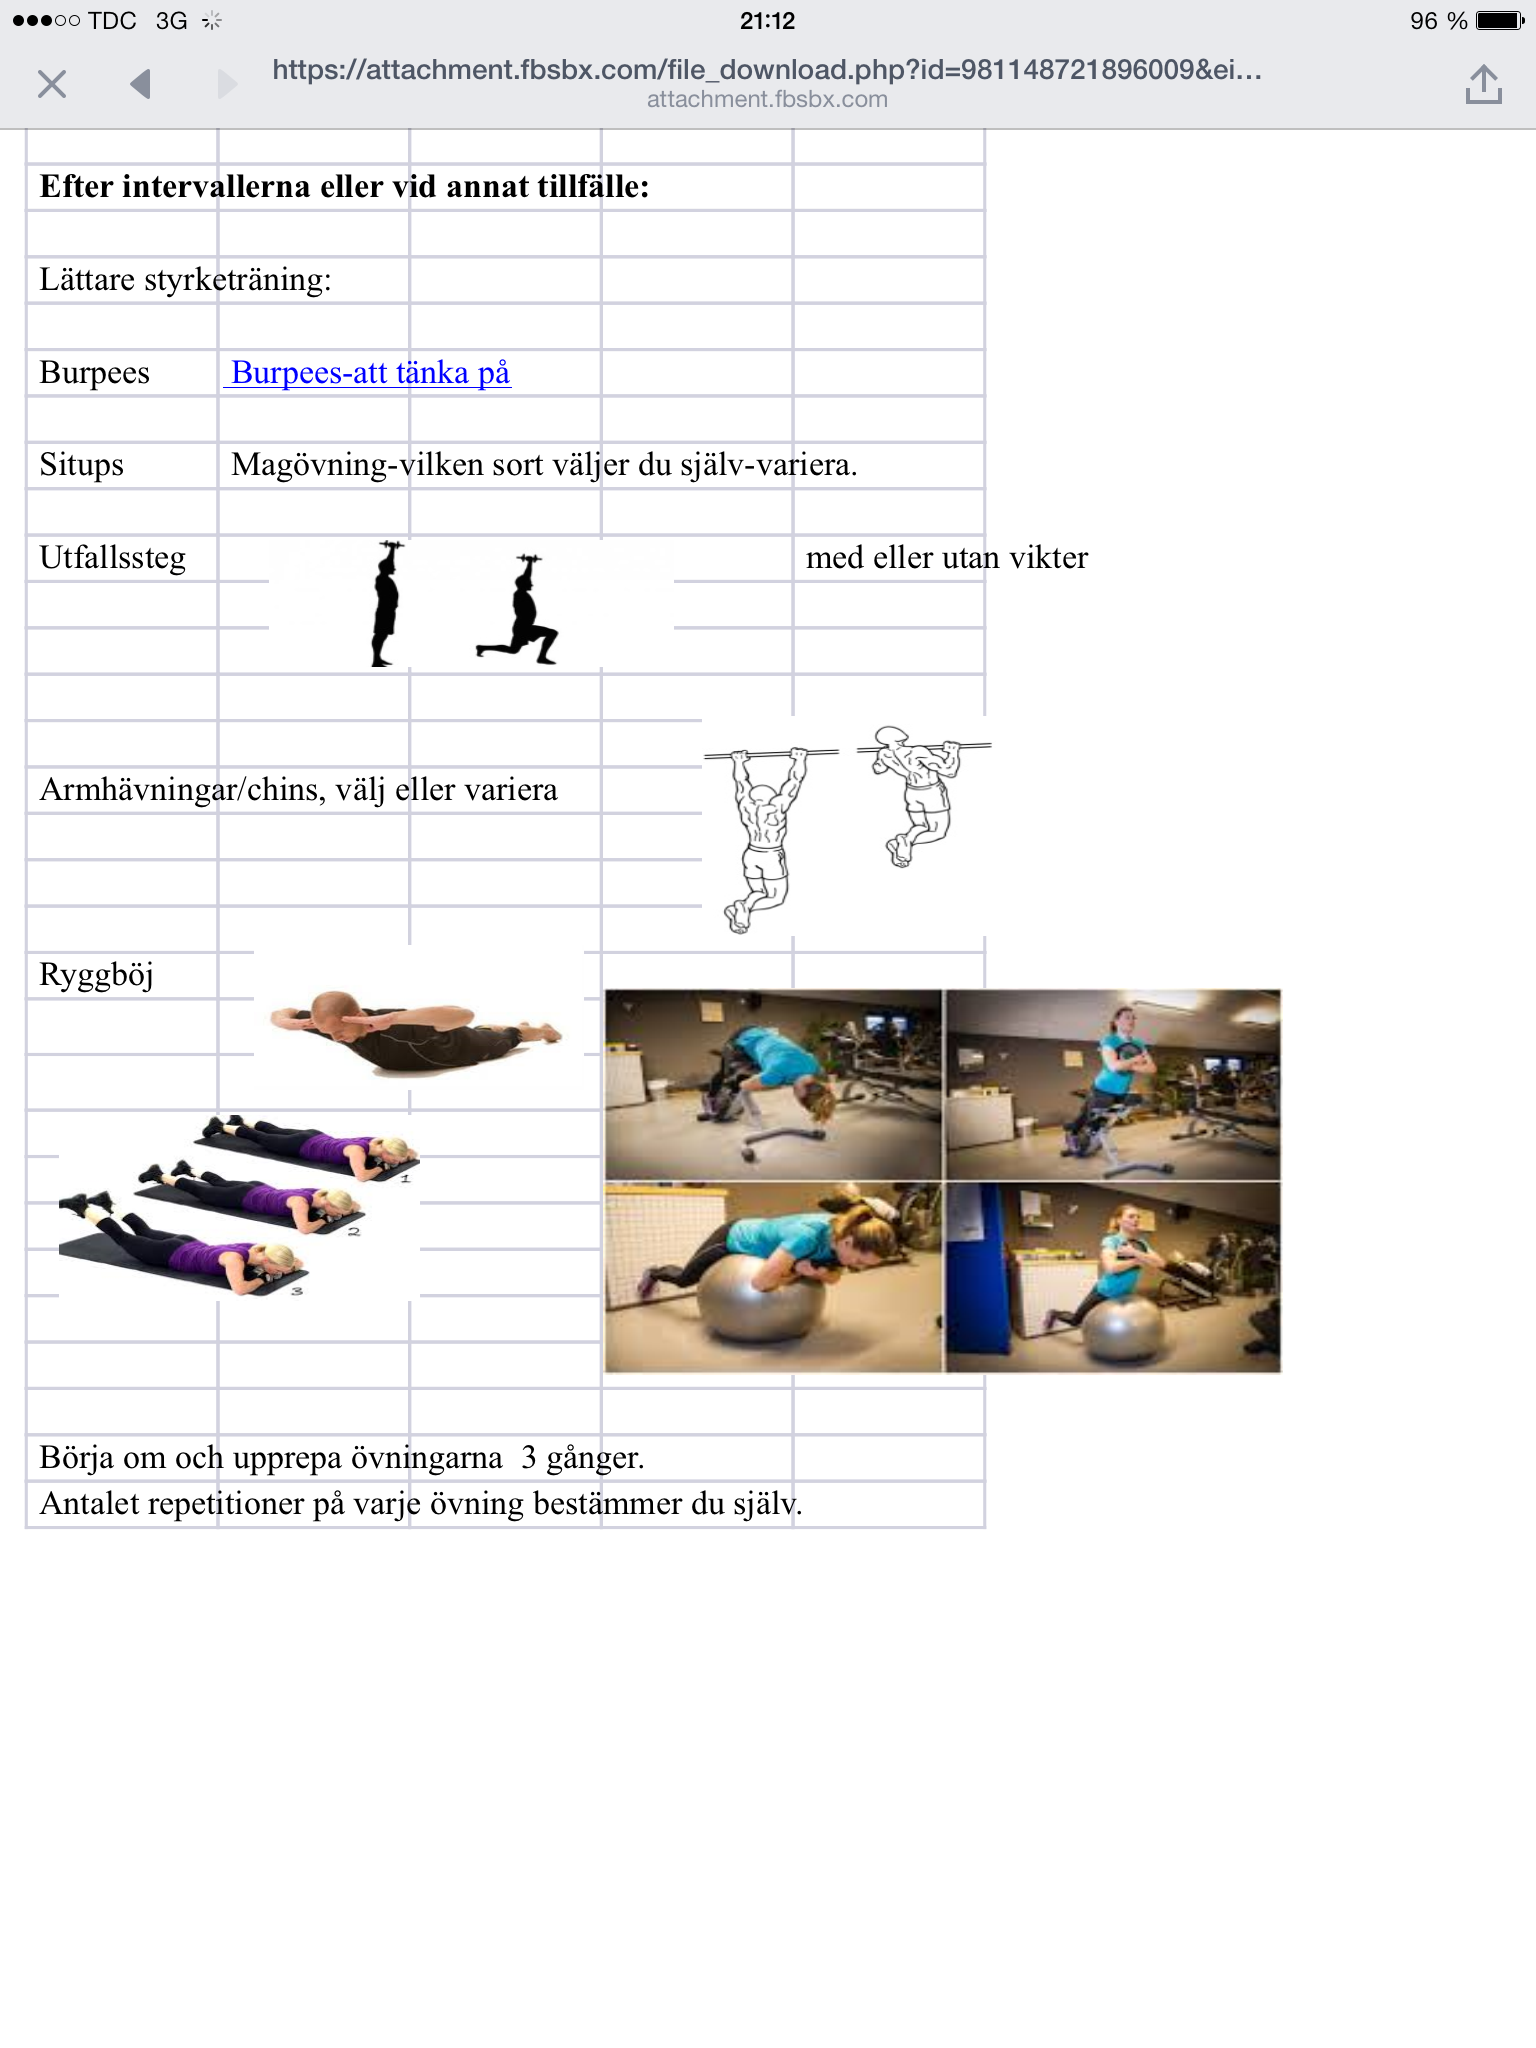 TDC 3G 21:12 96 %
https://attachment.fbsbx.com/file_download.php?id=981148721896009&ei...
attachment.fbsbx.com
Efter intervallerna eller vid annat tillfälle:
Lättare styrketräning:
Burpees Burpees-att tänka på
Situps Magövning-vilken sort väljer du själv-variera.
Utfallssteg med eller utan vikter
Armhävningar/chins, välj eller variera
Ryggböj
1
2
3
Börja om och upprepa övningarna 3 gånger.
Antalet repetitioner på varje övning bestämmer du själv.